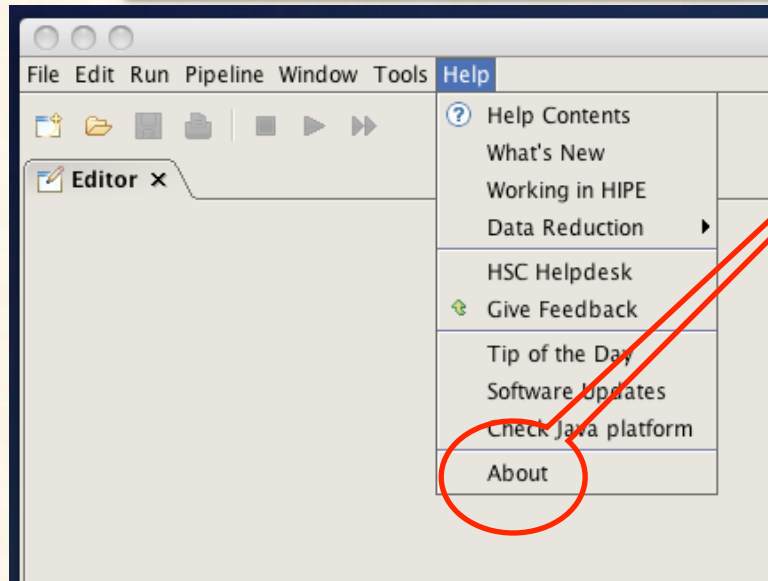 File Edit Run Pipeline Window Tools Help
Editor
Help Contents
What's New
Working in HIPE
Data Reduction
HSC Helpdesk
Give Feedback
Tip of the Day
Software Updates
Check Java platform
About